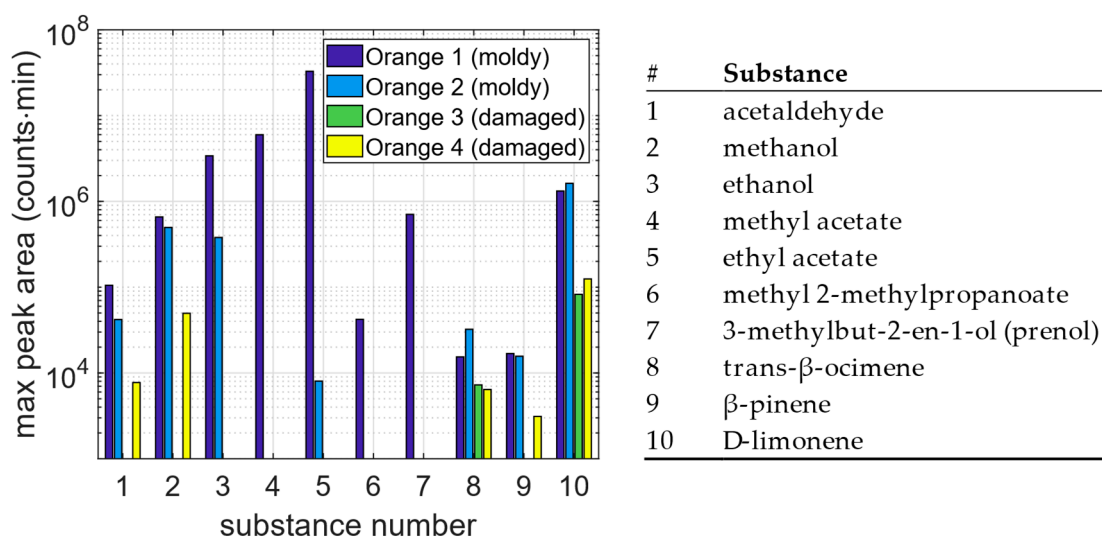 10^8
10^6
10^4
max peak area (counts·min)
Orange 1 (moldy)
Orange 2 (moldy)
Orange 3 (damaged)
Orange 4 (damaged)
1 2 3 4 5 6 7 8 9 10
substance number
# Substance
1 acetaldehyde
2 methanol
3 ethanol
4 methyl acetate
5 ethyl acetate
6 methyl 2-methylpropanoate
7 3-methylbut-2-en-1-ol (prenol)
8 trans-β-ocimene
9 β-pinene
10 D-limonene